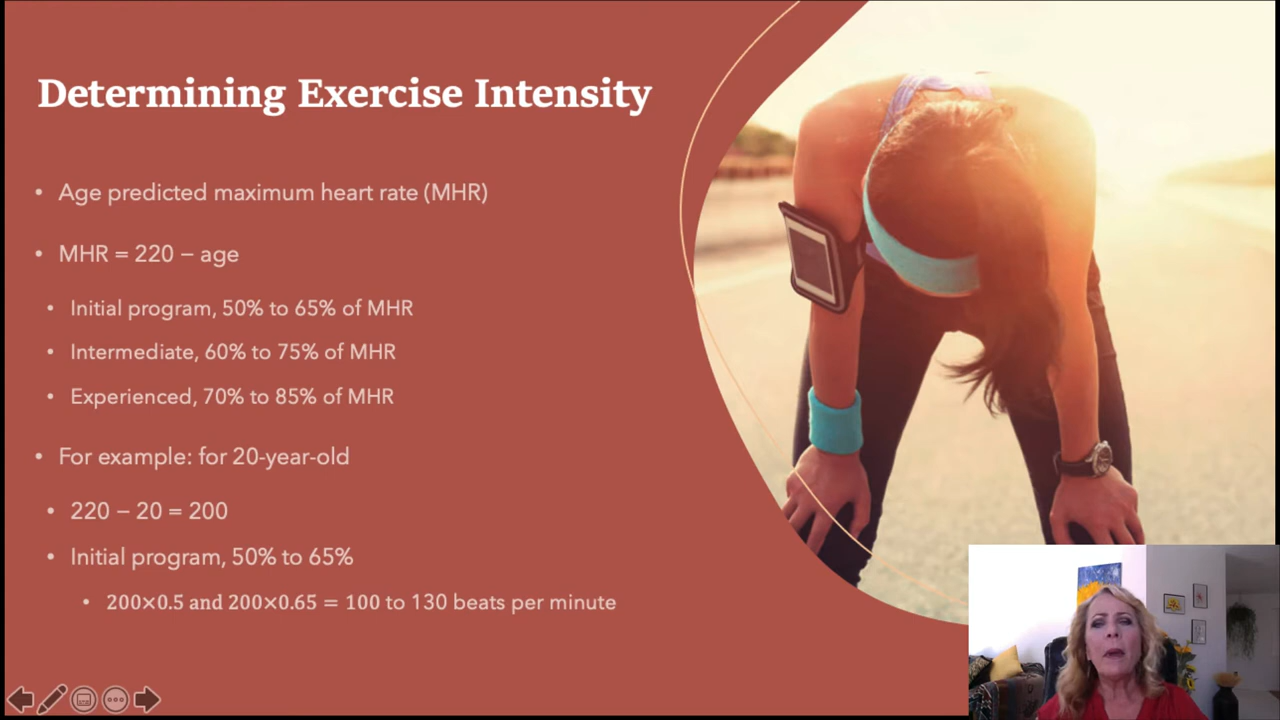 Determining Exercise Intensity
• Age predicted maximum heart rate (MHR)
• MHR = 220 – age
• Initial program, 50% to 65% of MHR
• Intermediate, 60% to 75% of MHR
• Experienced, 70% to 85% of MHR
• For example: for 20-year-old
• 220 – 20 = 200
• Initial program, 50% to 65%
• 200×0.5 and 200×0.65 = 100 to 130 beats per minute